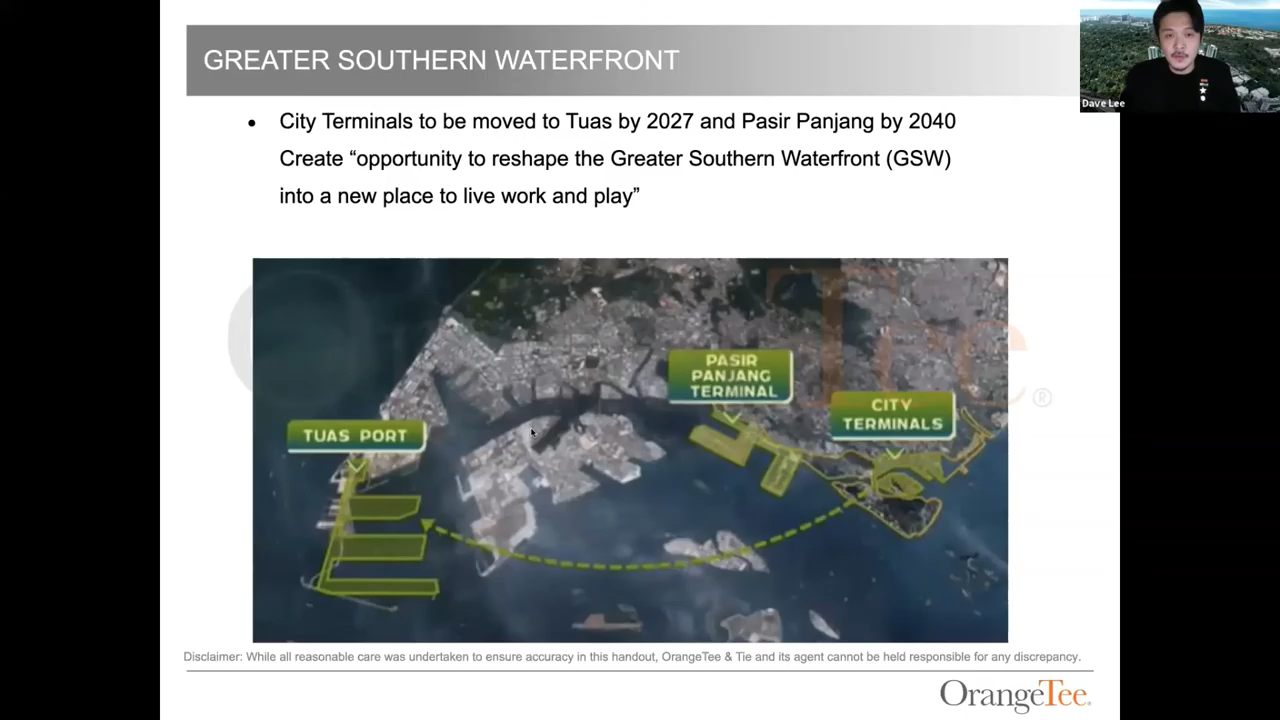 GREATER SOUTHERN WATERFRONT
Dave Lee
• City Terminals to be moved to Tuas by 2027 and Pasir Panjang by 2040
Create “opportunity to reshape the Greater Southern Waterfront (GSW)
into a new place to live work and play”
PASIR
PANJANG
TERMINAL
CITY
TERMINALS
TUAS PORT
OrangeTee®
Disclaimer: While all reasonable care was undertaken to ensure accuracy in this handout, OrangeTee & Tie and its agent cannot be held responsible for any discrepancy.
OrangeTee®